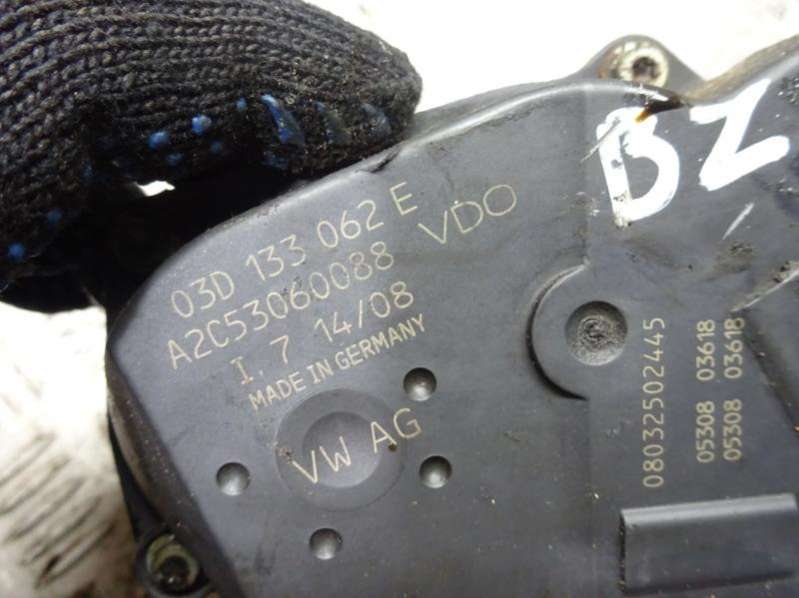 03D 133 062 E
A2C53060088 VDO
I. 7 14/08
MADE IN GERMANY
VW AG
BZ
08032502445
05308 03618
05308 03618